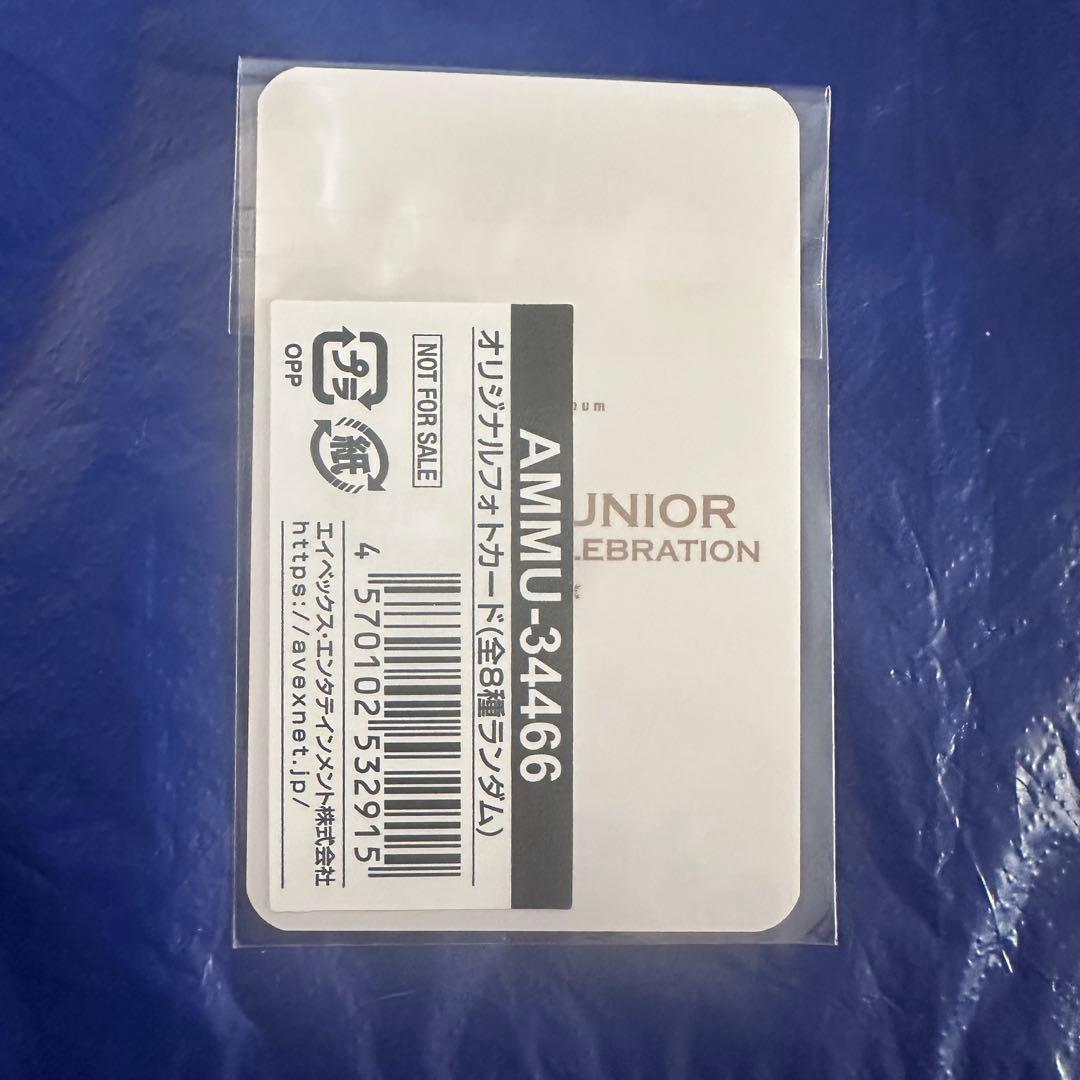 AMMU-34466
オリジナルフォトカード(全8種ランダム)
NOT FOR SALE
プラ
OPP
紙
4 570102 532915
エイベックス・エンタテインメント株式会社
https://avexnet.jp/
num
UNIOR
LEBRATION